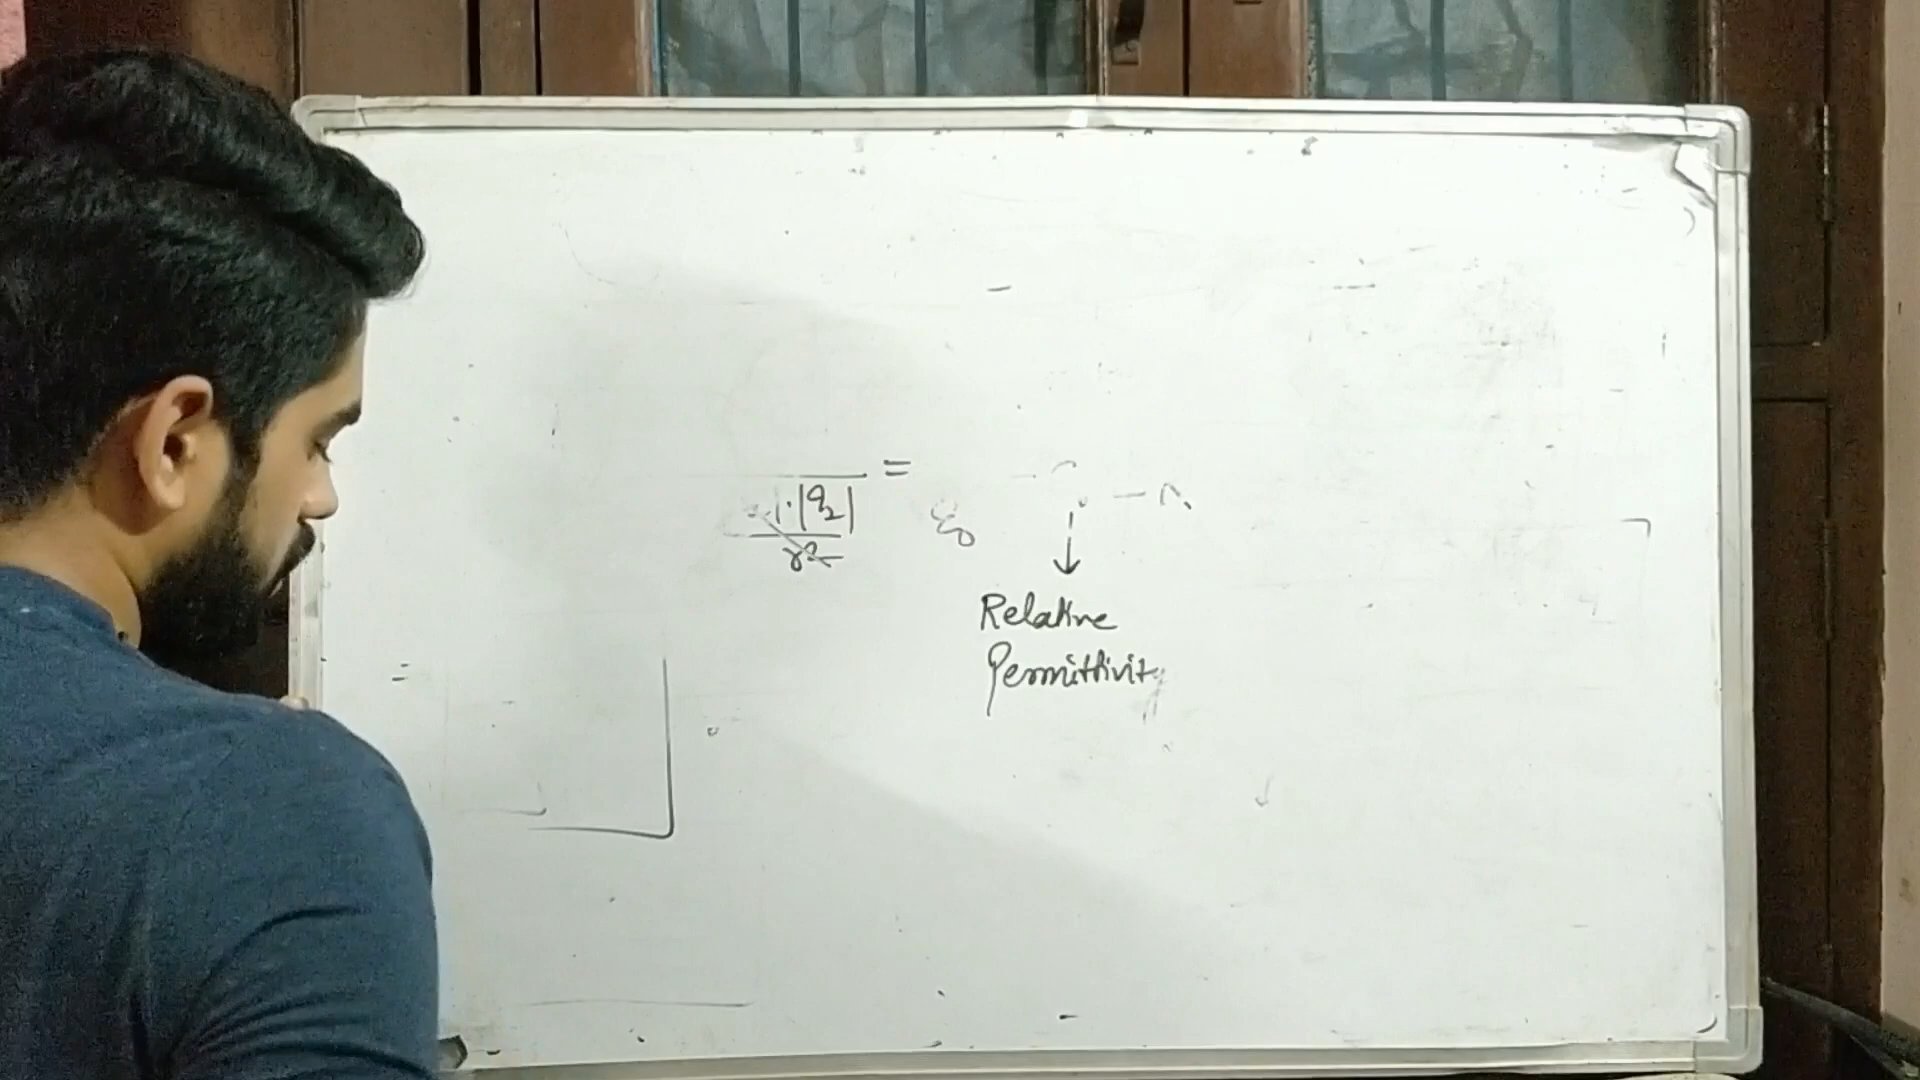 =
|.|q2|
r2
ε0
Relative
Permittivity
=